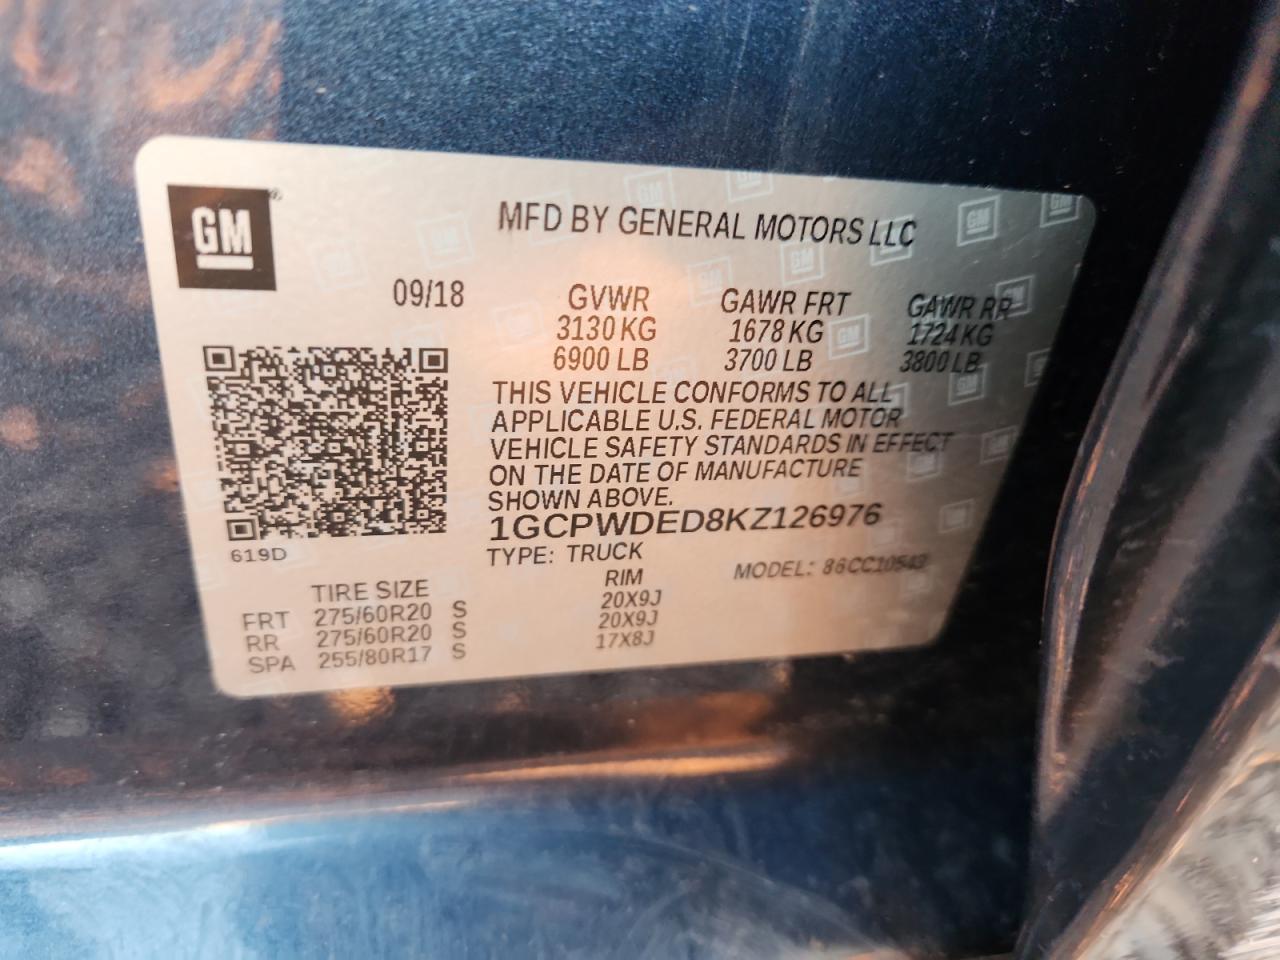 GM
MFD BY GENERAL MOTORS LLC
09/18
GVWR GAWR FRT GAWR RR
3130 KG 1678 KG 1724 KG
6900 LB 3700 LB 3800 LB
THIS VEHICLE CONFORMS TO ALL
APPLICABLE U.S. FEDERAL MOTOR
VEHICLE SAFETY STANDARDS IN EFFECT
ON THE DATE OF MANUFACTURE
SHOWN ABOVE.
1GCPWDED8KZ126976
619D
TYPE: TRUCK
MODEL: 86CC10543
TIRE SIZE RIM
FRT 275/60R20 S 20X9J
RR 275/60R20 S 20X9J
SPA 255/80R17 S 17X8J